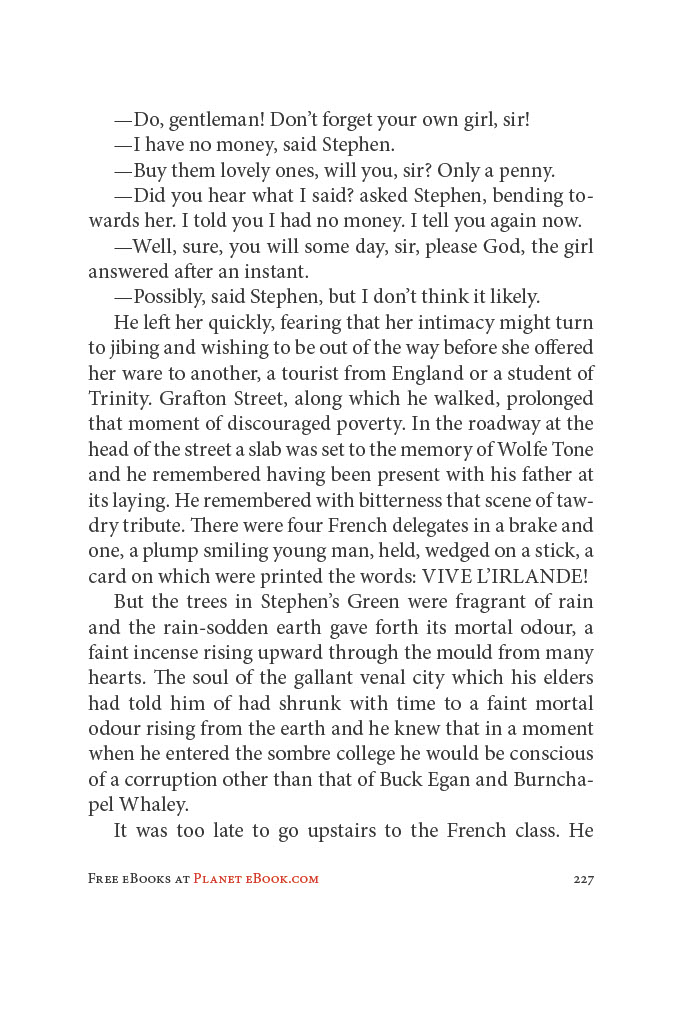 —Do, gentleman! Don’t forget your own girl, sir!
—I have no money, said Stephen.
—Buy them lovely ones, will you, sir? Only a penny.
—Did you hear what I said? asked Stephen, bending to-
wards her. I told you I had no money. I tell you again now.
—Well, sure, you will some day, sir, please God, the girl
answered after an instant.
—Possibly, said Stephen, but I don’t think it likely.
He left her quickly, fearing that her intimacy might turn
to jibing and wishing to be out of the way before she offered
her ware to another, a tourist from England or a student of
Trinity. Grafton Street, along which he walked, prolonged
that moment of discouraged poverty. In the roadway at the
head of the street a slab was set to the memory of Wolfe Tone
and he remembered having been present with his father at
its laying. He remembered with bitterness that scene of taw-
dry tribute. There were four French delegates in a brake and
one, a plump smiling young man, held, wedged on a stick, a
card on which were printed the words: VIVE L’IRLANDE!
But the trees in Stephen’s Green were fragrant of rain
and the rain-sodden earth gave forth its mortal odour, a
faint incense rising upward through the mould from many
hearts. The soul of the gallant venal city which his elders
had told him of had shrunk with time to a faint mortal
odour rising from the earth and he knew that in a moment
when he entered the sombre college he would be conscious
of a corruption other than that of Buck Egan and Burncha-
pel Whaley.
It was too late to go upstairs to the French class. He
Free eBooks at Planet eBook.com 227